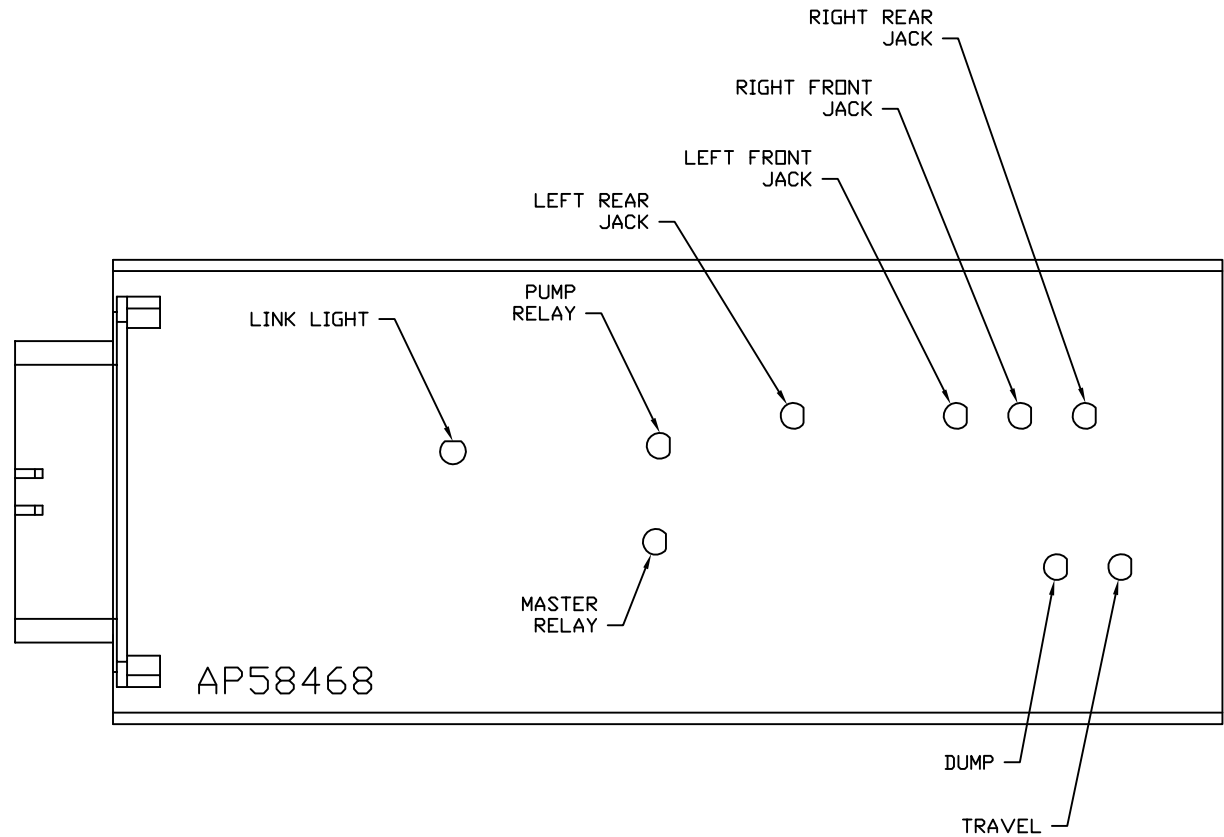 RIGHT REAR
JACK
RIGHT FRONT
JACK
LEFT FRONT
JACK
LEFT REAR
JACK
PUMP
RELAY
LINK LIGHT
MASTER
RELAY
AP58468
DUMP
TRAVEL